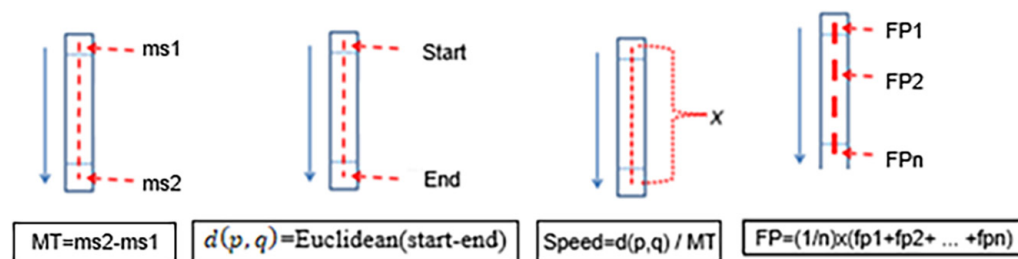 ms1
ms2
MT=ms2-ms1
Start
End
d(p,q)=Euclidean(start-end)
x
Speed=d(p,q) / MT
FP1
FP2
FPn
FP=(1/n)x(fp1+fp2+ ... +fpn)